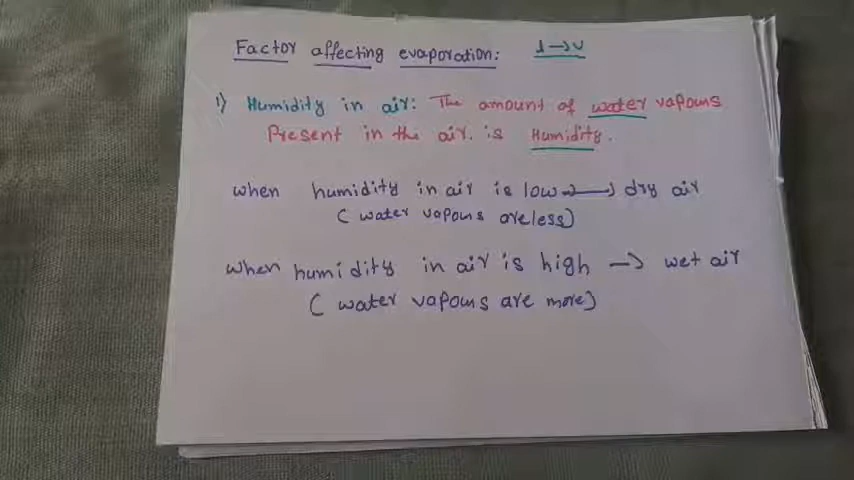 Factor affecting evaporation: l→v
1) Humidity in air: The amount of water vapours
Present in the air. is Humidity.
when humidity in air is low → dry air
( water vapours are less)
when humidity in air is high → wet air
( water vapours are more)